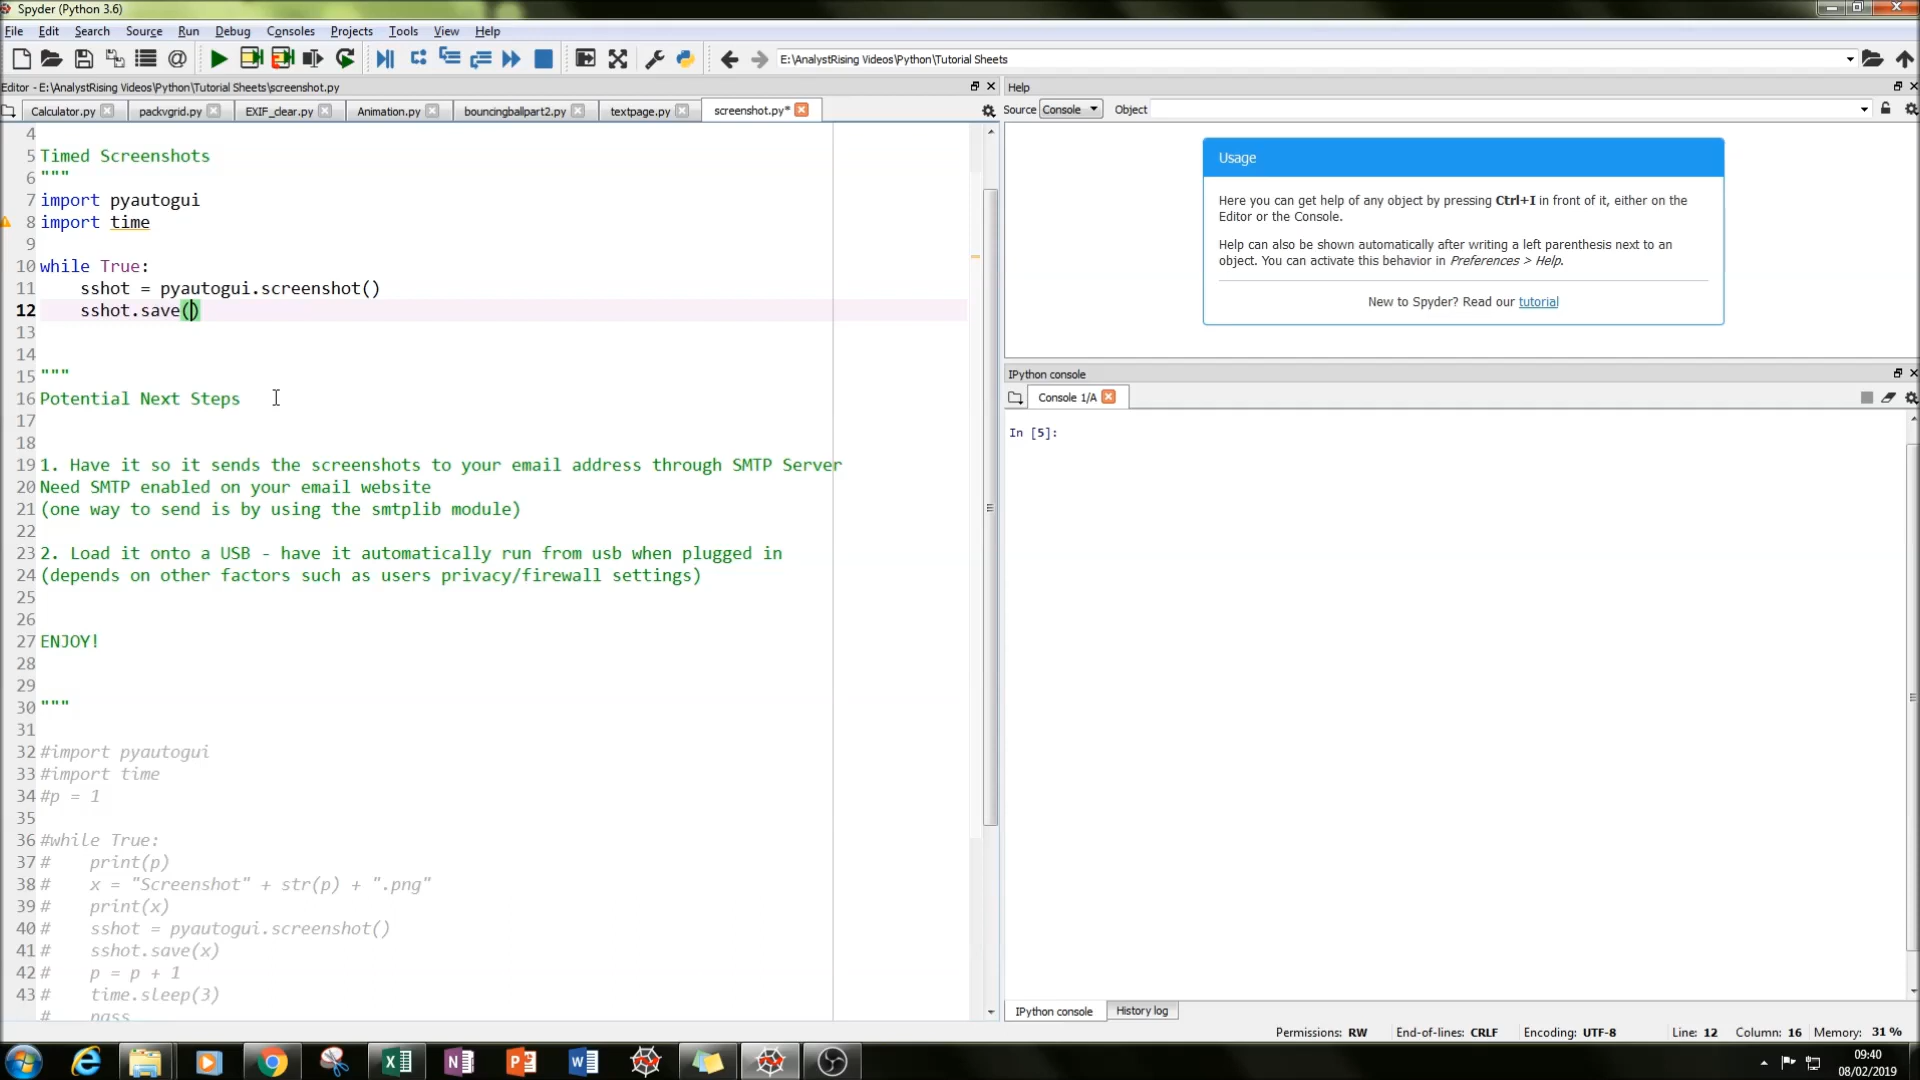 Spyder (Python 3.6)
File Edit Search Source Run Debug Consoles Projects Tools View Help
E:\AnalystRising Videos\Python\Tutorial Sheets
Editor - E:\AnalystRising Videos\Python\Tutorial Sheets\screenshot.py
Calculator.py packvgrid.py EXIF_clear.py Animation.py bouncingballpart2.py textpage.py screenshot.py*
4
5 Timed Screenshots
6 """
7 import pyautogui
8 import time
9
10 while True:
11 sshot = pyautogui.screenshot()
12 sshot.save()
13
14
15 """
16 Potential Next Steps
17
18
19 1. Have it so it sends the screenshots to your email address through SMTP Server
20 Need SMTP enabled on your email website
21 (one way to send is by using the smtplib module)
22
23 2. Load it onto a USB - have it automatically run from usb when plugged in
24 (depends on other factors such as users privacy/firewall settings)
25
26
27 ENJOY!
28
29
30 """
31
32 #import pyautogui
33 #import time
34 #p = 1
35
36 #while True:
37 # print(p)
38 # x = "Screenshot" + str(p) + ".png"
39 # print(x)
40 # sshot = pyautogui.screenshot()
41 # sshot.save(x)
42 # p = p + 1
43 # time.sleep(3)
# pass
Help
Source Console Object
Usage
Here you can get help of any object by pressing Ctrl+I in front of it, either on the
Editor or the Console.
Help can also be shown automatically after writing a left parenthesis next to an
object. You can activate this behavior in Preferences > Help.
New to Spyder? Read our tutorial
IPython console
Console 1/A
In [5]:
IPython console History log
Permissions: RW End-of-lines: CRLF Encoding: UTF-8 Line: 12 Column: 16 Memory: 31 %
09:40
08/02/2019